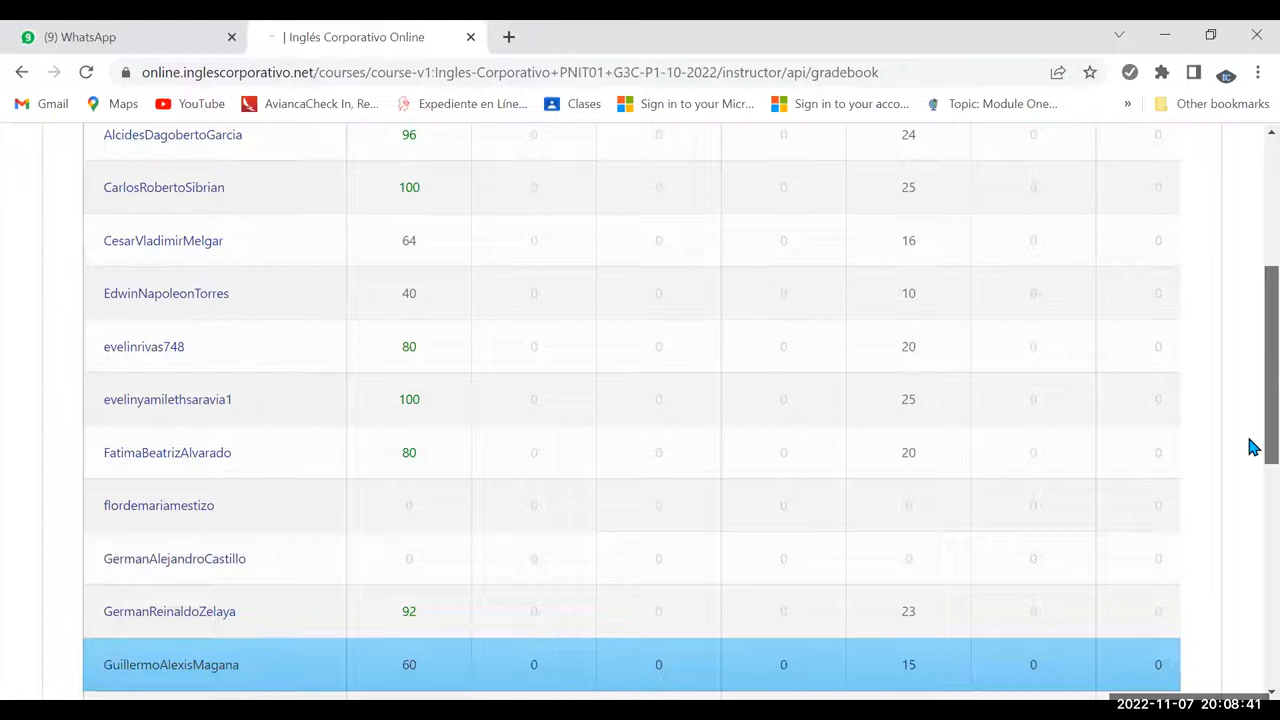 9 (9) WhatsApp
| Inglés Corporativo Online
online.inglescorporativo.net/courses/course-v1:Ingles-Corporativo+PNIT01+G3C-P1-10-2022/instructor/api/gradebook
Gmail Maps YouTube AviancaCheck In, Re... Expediente en Líne... Clases Sign in to your Micr... Sign in to your acco... Topic: Module One... » Other bookmarks
AlcidesDagobertoGarcia 96 0 0 0 24 0 0
CarlosRobertoSibrian 100 0 0 0 25 0 0
CesarVladimirMelgar 64 0 0 0 16 0 0
EdwinNapoleonTorres 40 0 0 0 10 0 0
evelinrivas748 80 0 0 0 20 0 0
evelinyamilethsaravia1 100 0 0 0 25 0 0
FatimaBeatrizAlvarado 80 0 0 0 20 0 0
flordemariamestizo 0 0 0 0 0 0 0
GermanAlejandroCastillo 0 0 0 0 0 0 0
GermanReinaldoZelaya 92 0 0 0 23 0 0
GuillermoAlexisMagana 60 0 0 0 15 0 0
2022-11-07 20:08:41